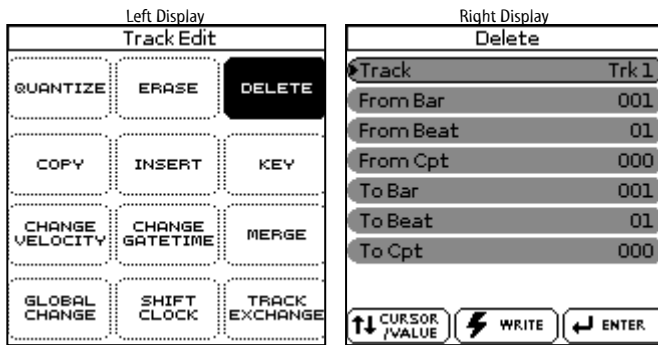 Left Display
Track Edit
QUANTIZE
ERASE
DELETE
COPY
INSERT
KEY
CHANGE
VELOCITY
CHANGE
GATETIME
MERGE
GLOBAL
CHANGE
SHIFT
CLOCK
TRACK
EXCHANGE
Right Display
Delete
Track Trk 1
From Bar 001
From Beat 01
From Cpt 000
To Bar 001
To Beat 01
To Cpt 000
CURSOR
/VALUE
WRITE
ENTER